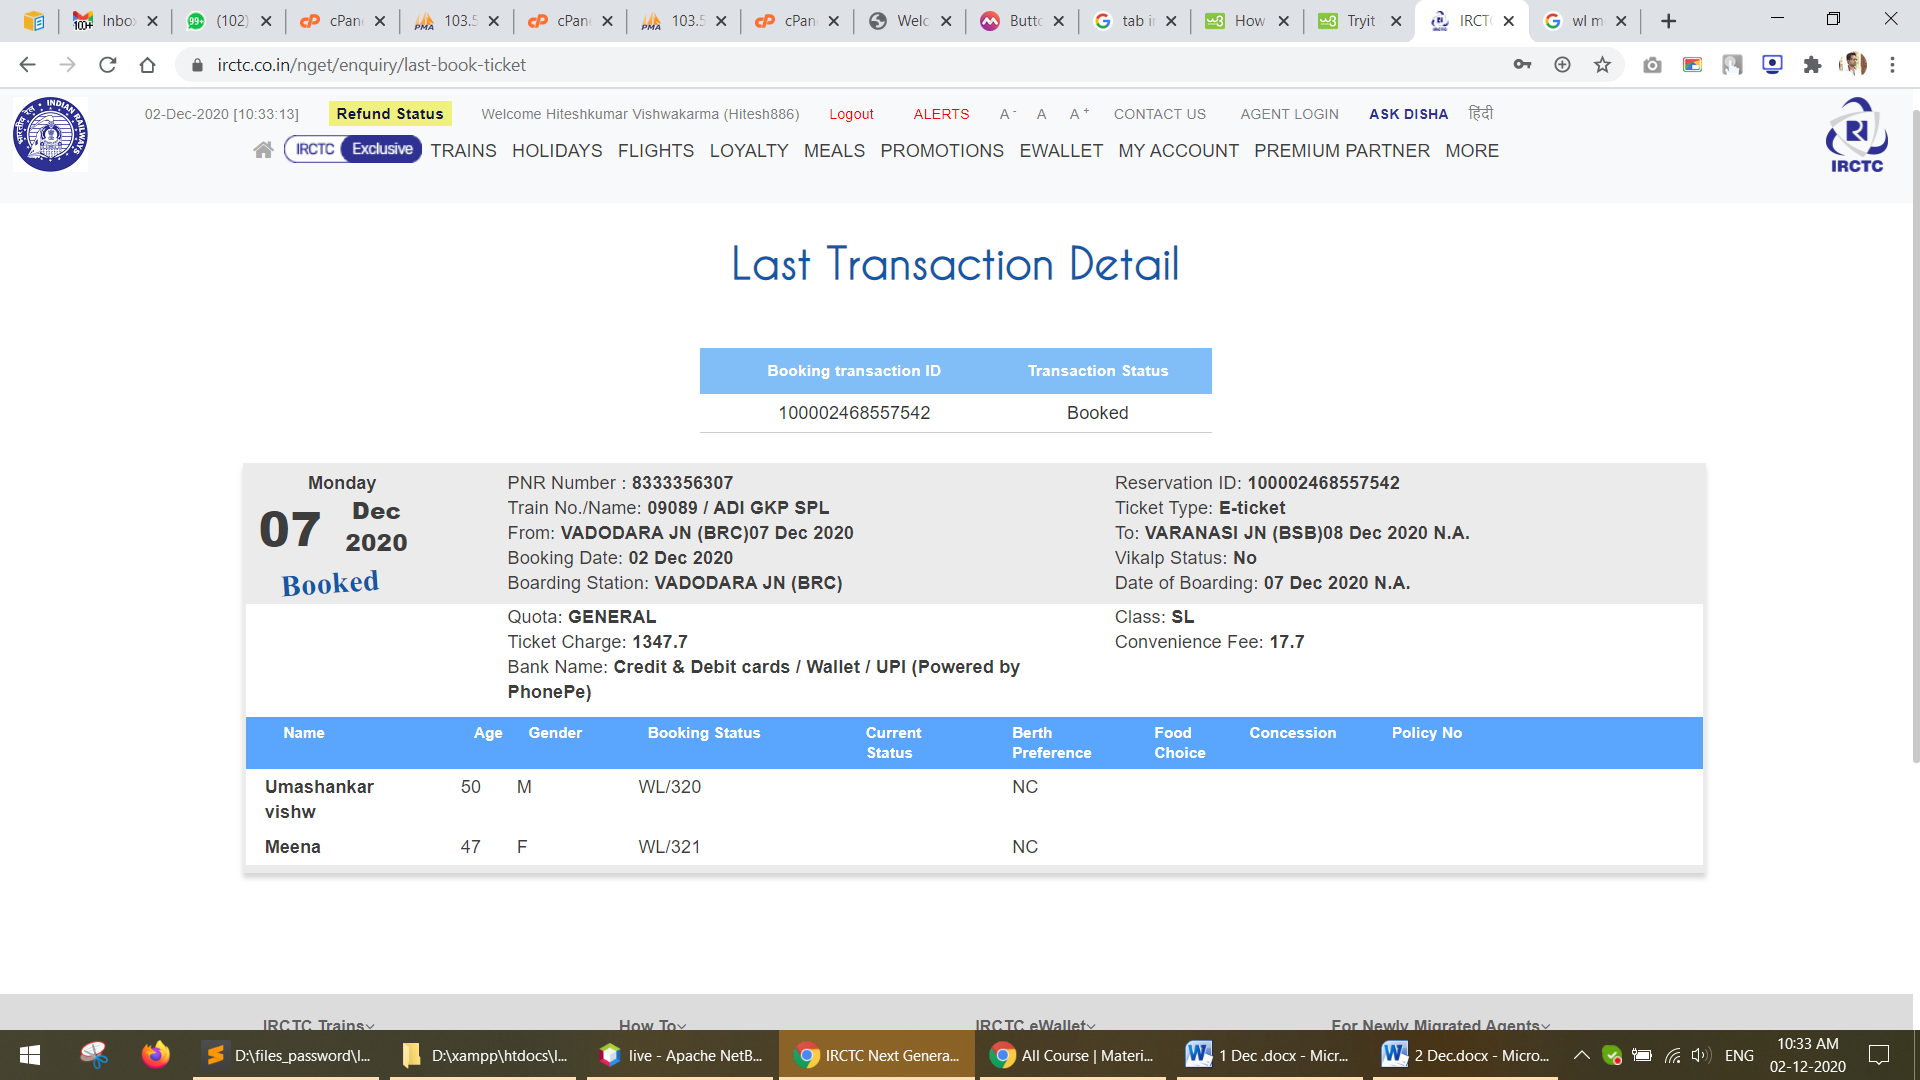 Inbox (102) cPan 103.5 cPan 103.5 cPan Welc Butto tab i How Tryit IRCTC wl m
irctc.co.in/nget/enquiry/last-book-ticket
02-Dec-2020 [10:33:13] Refund Status Welcome Hiteshkumar Vishwakarma (Hitesh886) Logout ALERTS A- A A+ CONTACT US AGENT LOGIN ASK DISHA हिंदी
IRCTC Exclusive TRAINS HOLIDAYS FLIGHTS LOYALTY MEALS PROMOTIONS EWALLET MY ACCOUNT PREMIUM PARTNER MORE
IRCTC
Last Transaction Detail
Booking transaction ID Transaction Status
100002468557542 Booked
Monday
07 Dec
2020
Booked
PNR Number : 8333356307 Reservation ID: 100002468557542
Train No./Name: 09089 / ADI GKP SPL Ticket Type: E-ticket
From: VADODARA JN (BRC)07 Dec 2020 To: VARANASI JN (BSB)08 Dec 2020 N.A.
Booking Date: 02 Dec 2020 Vikalp Status: No
Boarding Station: VADODARA JN (BRC) Date of Boarding: 07 Dec 2020 N.A.
Quota: GENERAL Class: SL
Ticket Charge: 1347.7 Convenience Fee: 17.7
Bank Name: Credit & Debit cards / Wallet / UPI (Powered by
PhonePe)
Name Age Gender Booking Status Current Status Berth Preference Food Choice Concession Policy No
Umashankar 50 M WL/320 NC
vishw
Meena 47 F WL/321 NC
IRCTC Trains How To IRCTC eWallet For Newly Migrated Agents
D:\files_password\I... D:\xampp\htdocs\I... live - Apache NetB... IRCTC Next Genera... All Course | Materi... 1 Dec .docx - Micr... 2 Dec.docx - Micro... ENG 10:33 AM
02-12-2020